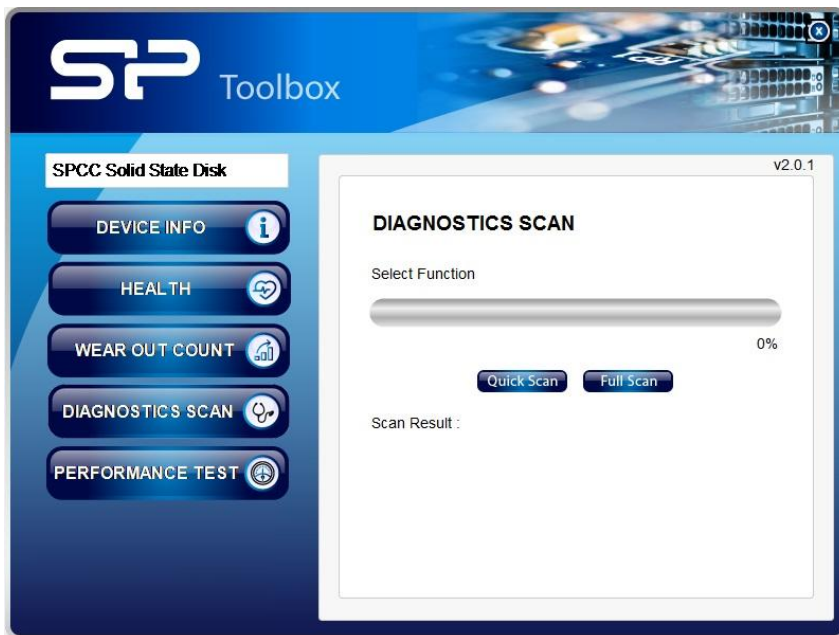 SP Toolbox
SPCC Solid State Disk
DEVICE INFO
HEALTH
WEAR OUT COUNT
DIAGNOSTICS SCAN
PERFORMANCE TEST
v2.0.1
DIAGNOSTICS SCAN
Select Function
0%
Quick Scan Full Scan
Scan Result :